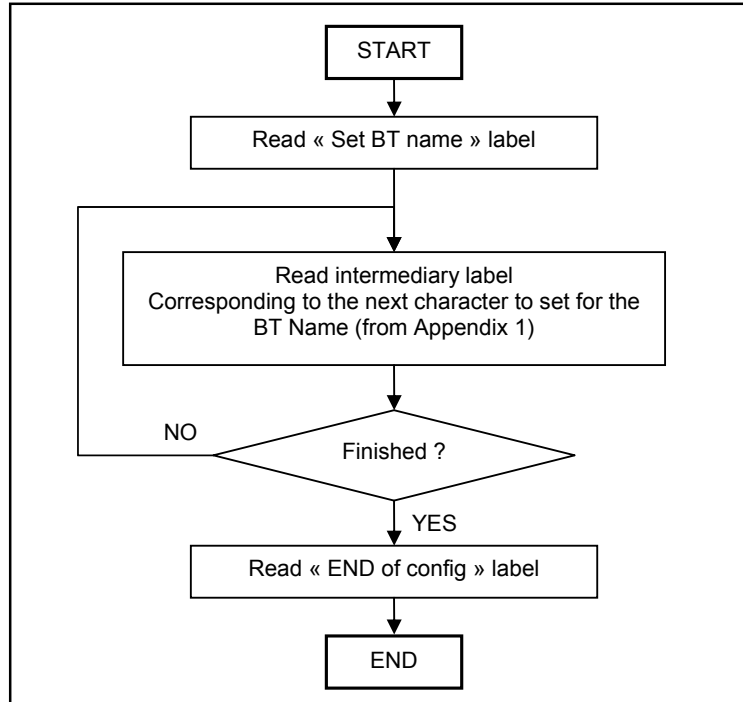 START
Read « Set BT name » label
Read intermediary label
Corresponding to the next character to set for the
BT Name (from Appendix 1)
NO
Finished ?
YES
Read « END of config » label
END